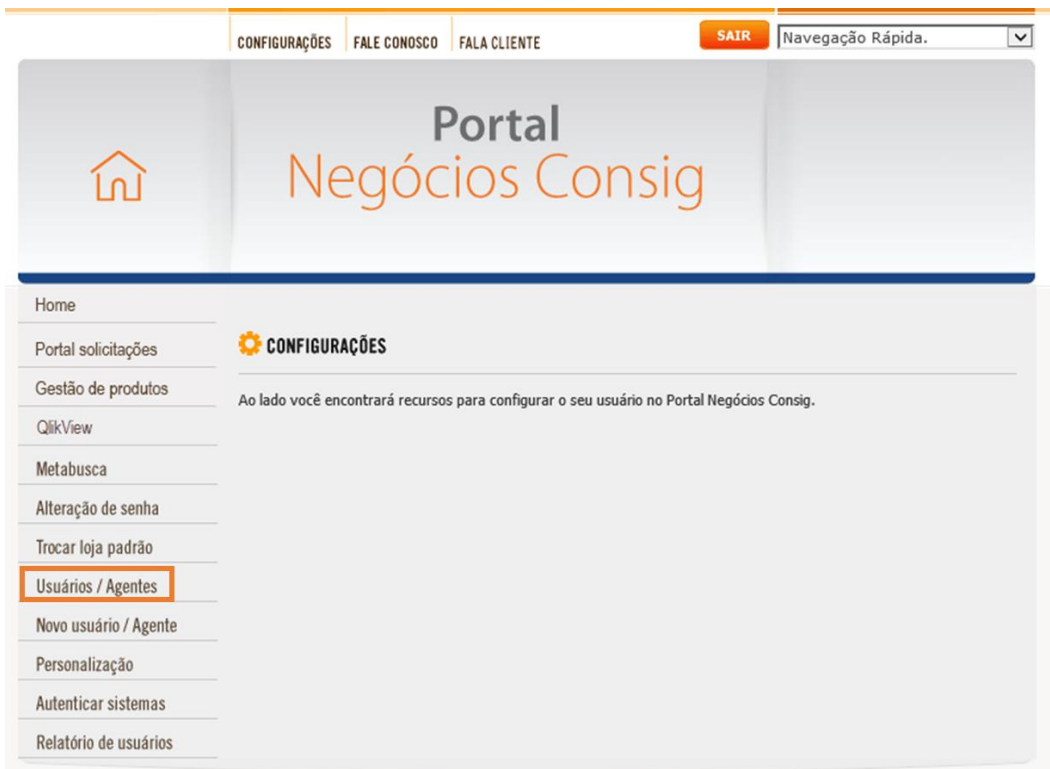 CONFIGURAÇÕES FALE CONOSCO FALA CLIENTE SAIR Navegação Rápida.
Portal
Negócios Consig
Home
Portal solicitações
Gestão de produtos
QlikView
Metabusca
Alteração de senha
Trocar loja padrão
Usuários / Agentes
Novo usuário / Agente
Personalização
Autenticar sistemas
Relatório de usuários
CONFIGURAÇÕES
Ao lado você encontrará recursos para configurar o seu usuário no Portal Negócios Consig.